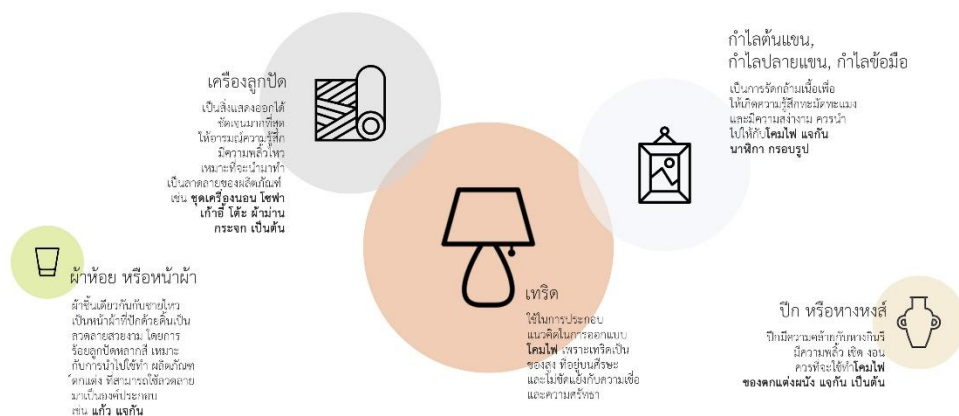 เครื่องลูกปัด
เป็นสิ่งแสดงออกได้
ชัดเจนมากที่สุด
ให้อารมณ์ความรู้สึก
มีความพลิ้วไหว
เหมาะที่จะนำมาทำ
เป็นลาดลายของผลิตภัณฑ์
เช่น ชุดเครื่องนอน โซฟา
เก้าอี้ โต๊ะ ผ้าม่าน
กระจก เป็นต้น
กำไลต้นแขน,
กำไลปลายแขน, กำไลข้อมือ
เป็นการรัดกล้ามเนื้อเพื่อ
ให้เกิดความรู้สึกทะมัดทะแมง
และมีความสง่างาม ควรนำ
ไปให้กับโคมไฟ แจกัน
นาฬิกา กรอบรูป
ผ้าห้อย หรือหน้าผ้า
ผ้าชิ้นเดียวกันกับชายไหว
เป็นหน้าผ้าที่ปักด้วยดิ้นเป็น
ลวดลายสวยงาม โดยการ
ร้อยลูกปัดหลากสี เหมาะ
กับการนำไปใช้ทำ ผลิตภัณฑ์
ตกแต่ง ที่สามารถใช้ลวดลาย
มาเป็นองค์ประกอบ
เช่น แก้ว แจกัน
เทริด
ใช้ในการประกอบ
แนวคิดในการออกแบบ
โคมไฟ เพราะเทริดเป็น
ของสูง ที่อยู่บนศีรษะ
และไม่ขัดแย้งกับความเชื่อ
และความศรัทธา
ปีก หรือหางหงส์
ปีกมีความคล้ายกับหางกินรี
มีความพลิ้ว เชิด งอน
ควรที่จะใช้ทำโคมไฟ
ของตกแต่งผนัง แจกัน เป็นต้น